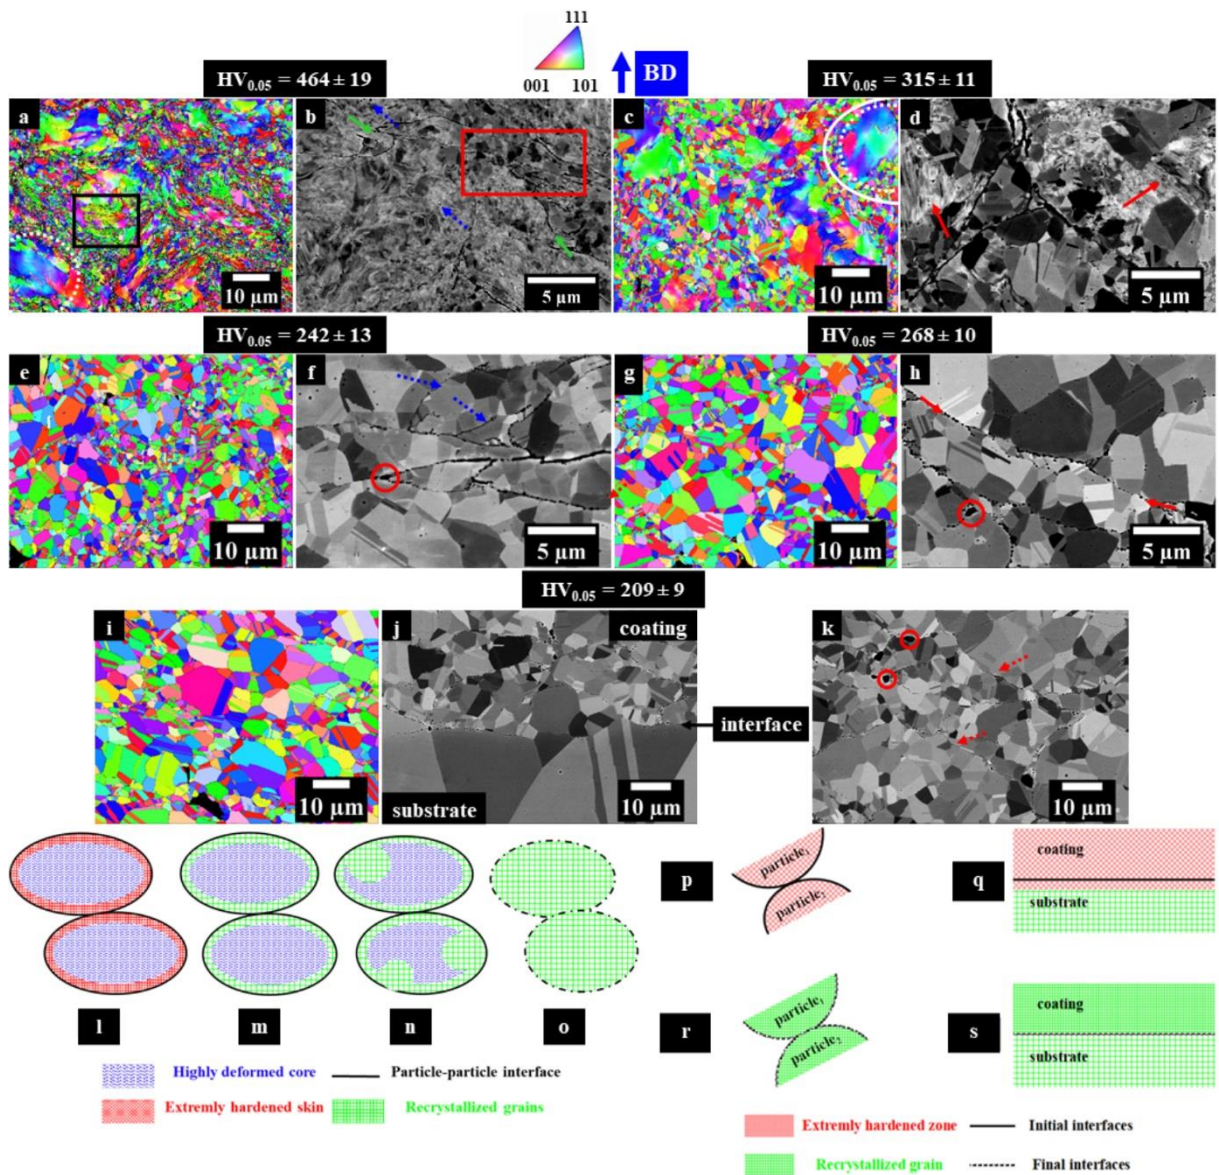 111
001 101
BD
HV0.05 = 464 ± 19
HV0.05 = 315 ± 11
a
10 µm
b
5 µm
c
10 µm
d
5 µm
HV0.05 = 242 ± 13
HV0.05 = 268 ± 10
e
10 µm
f
5 µm
g
10 µm
h
5 µm
HV0.05 = 209 ± 9
i
10 µm
j
coating
interface
substrate
10 µm
k
10 µm
l
m
n
o
p
particle1
particle2
q
coating
substrate
r
particle1
particle2
s
coating
substrate
Highly deformed core
Particle-particle interface
Extremly hardened skin
Recrystallized grains
Extremly hardened zone
Initial interfaces
Recrystallized grain
Final interfaces